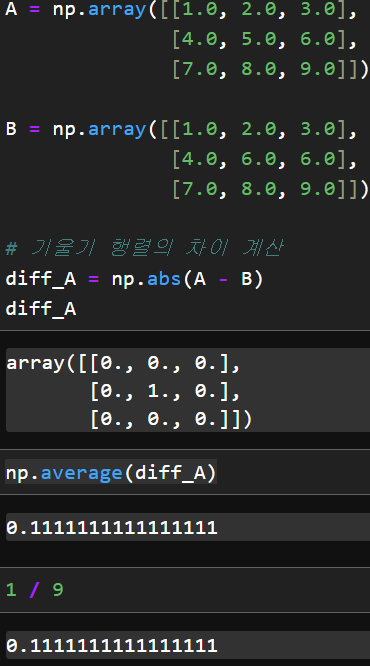 A = np.array([[1.0, 2.0, 3.0],
              [4.0, 5.0, 6.0],
              [7.0, 8.0, 9.0]])
B = np.array([[1.0, 2.0, 3.0],
              [4.0, 6.0, 6.0],
              [7.0, 8.0, 9.0]])
# 기울기 행렬의 차이 계산
diff_A = np.abs(A - B)
diff_A
array([[0., 0., 0.],
       [0., 1., 0.],
       [0., 0., 0.]])
np.average(diff_A)
0.1111111111111111
1 / 9
0.1111111111111111